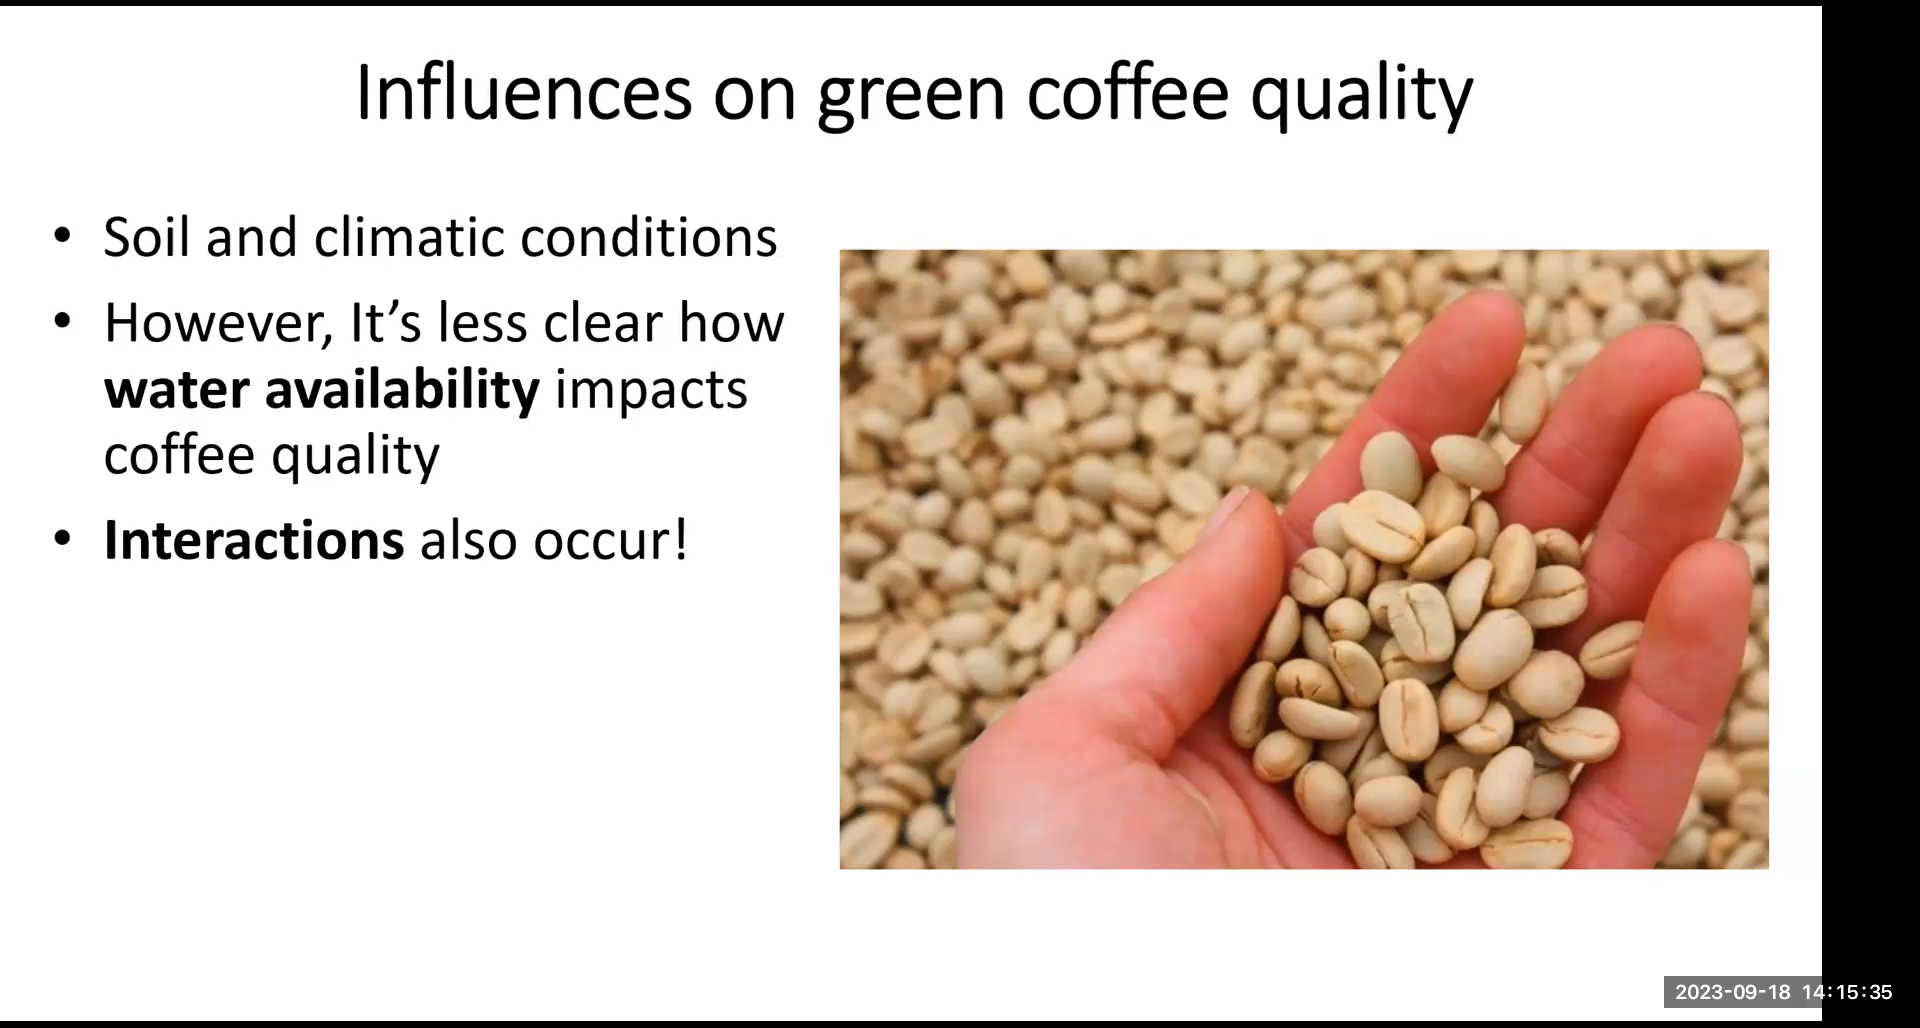 Influences on green coffee quality
• Soil and climatic conditions
• However, It’s less clear how
water availability impacts
coffee quality
• Interactions also occur!
2023-09-18 14:15:35